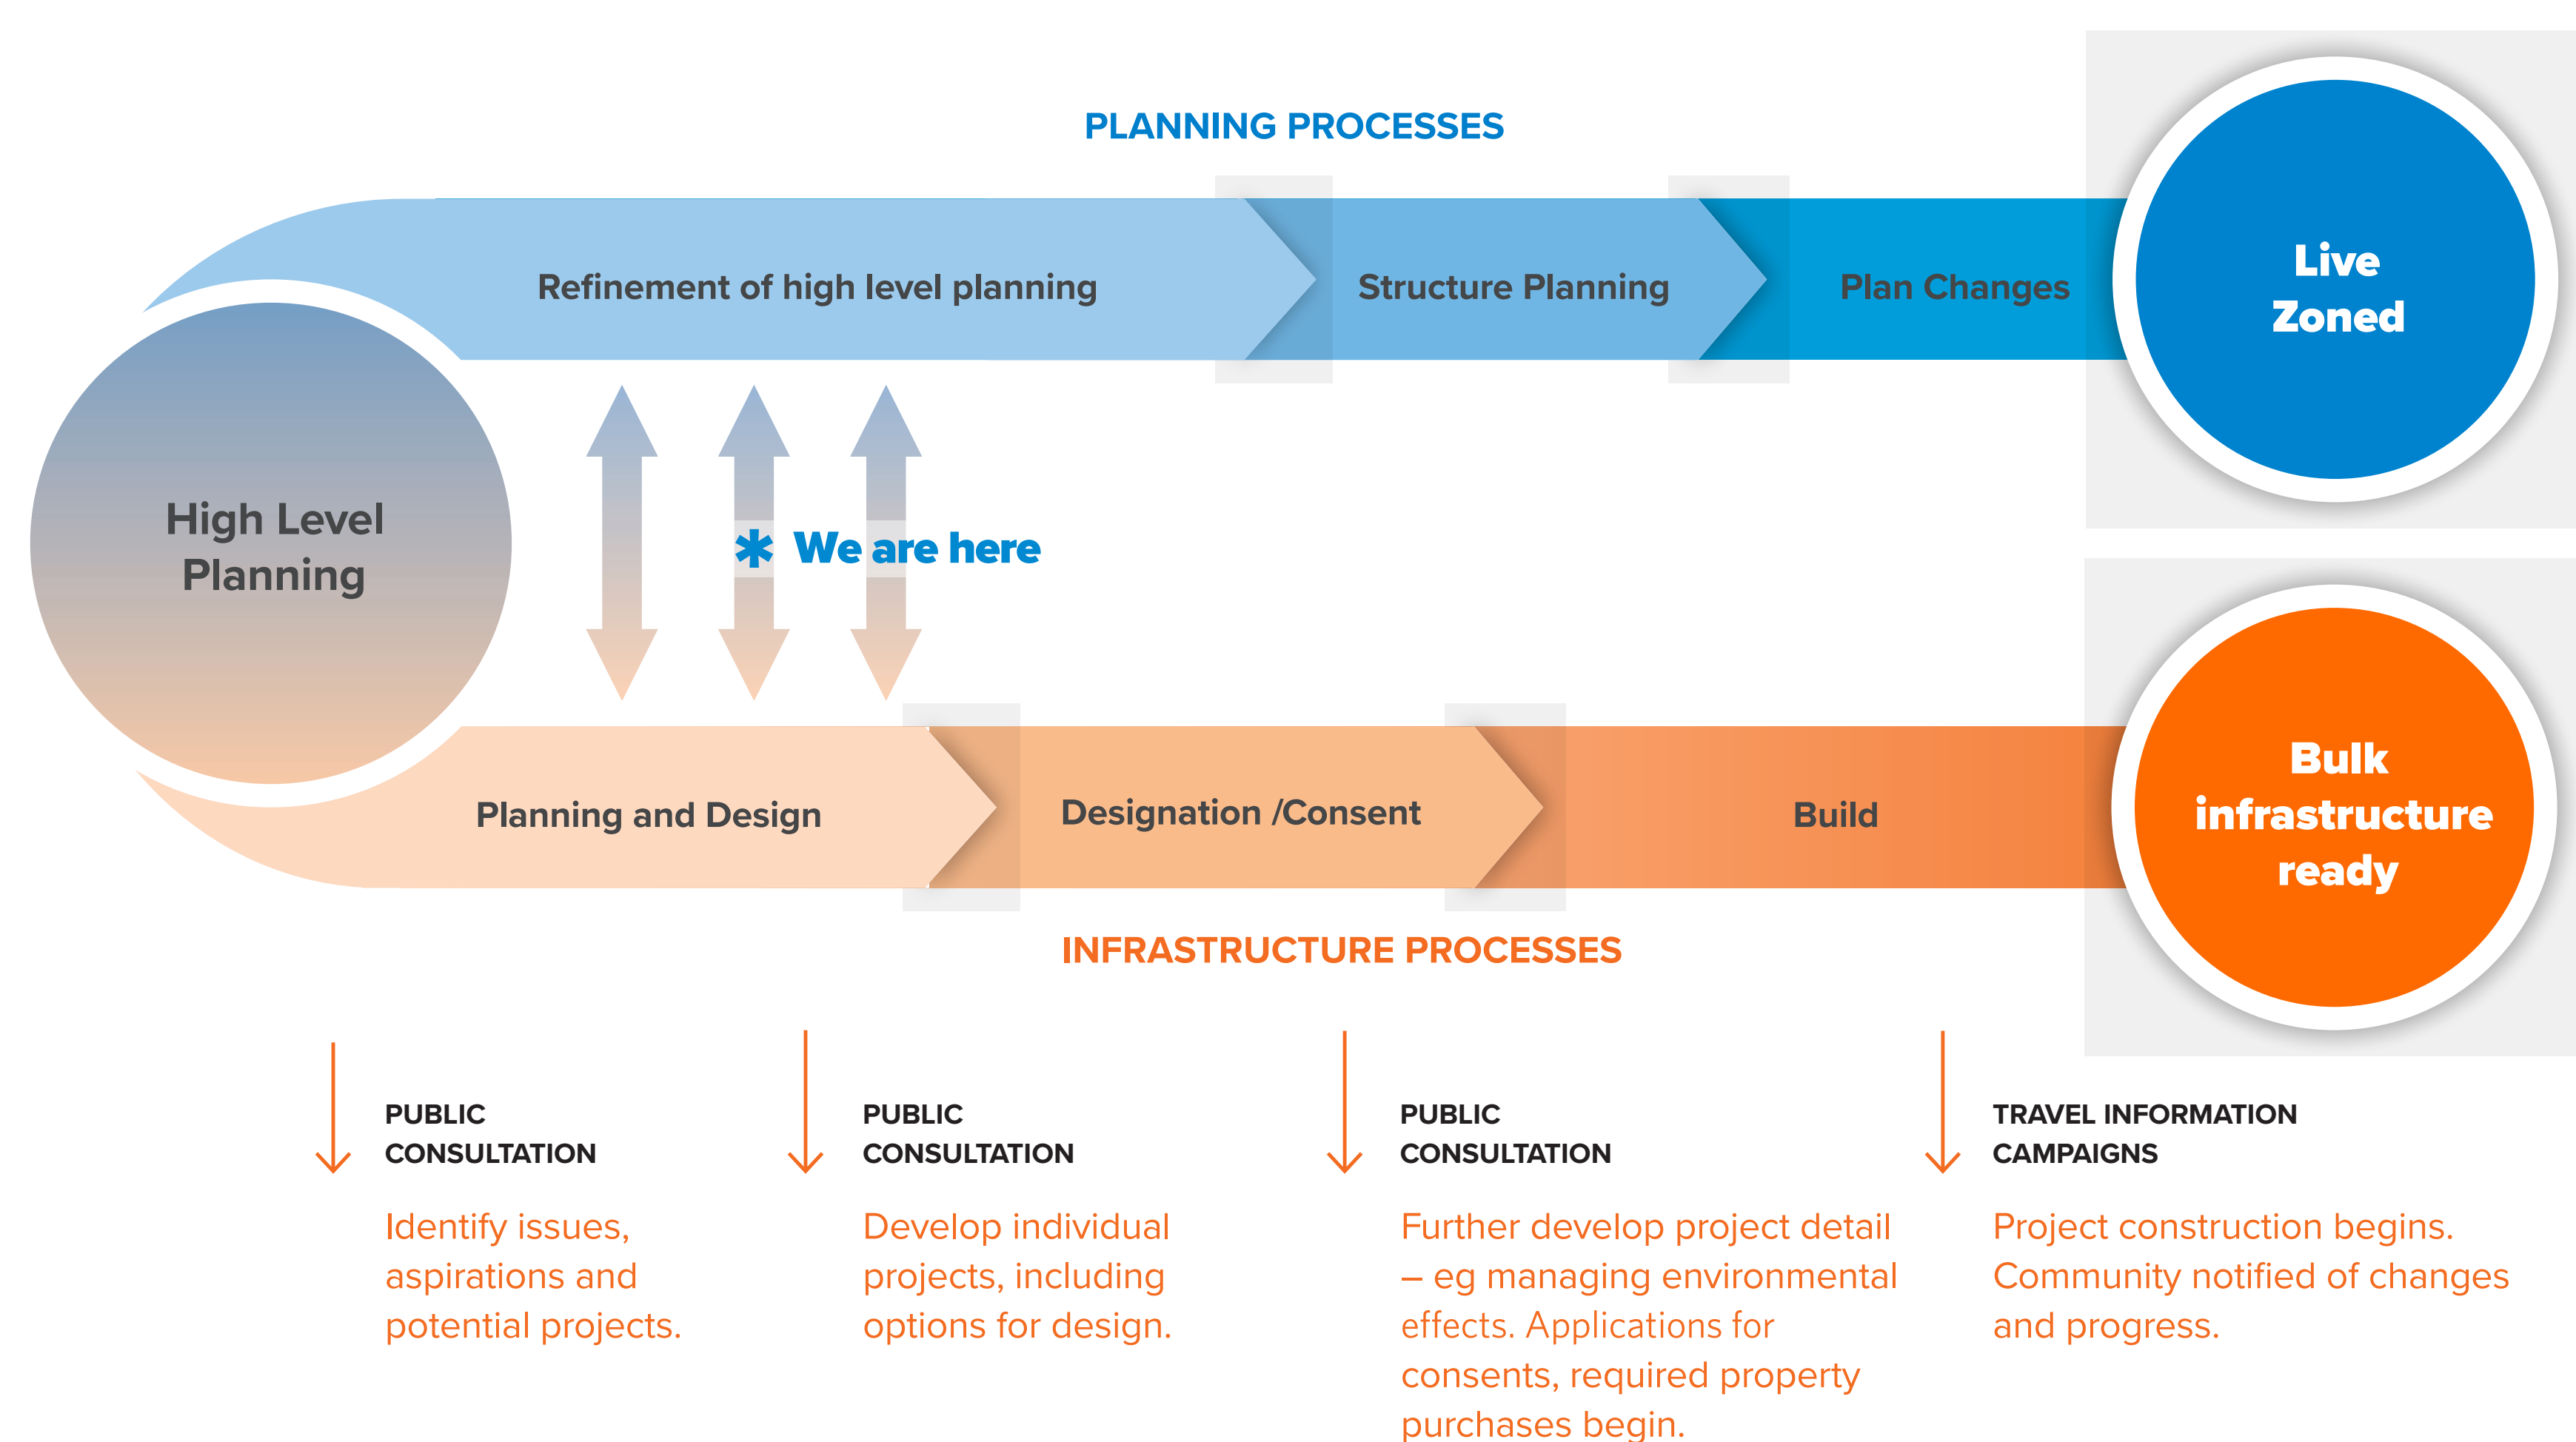 PLANNING PROCESSES
Refinement of high level planning
Structure Planning
Plan Changes
Live
Zoned
High Level
Planning
* We are here
Planning and Design
Designation /Consent
Build
Bulk
infrastructure
ready
INFRASTRUCTURE PROCESSES
PUBLIC
CONSULTATION
Identify issues,
aspirations and
potential projects.
PUBLIC
CONSULTATION
Develop individual
projects, including
options for design.
PUBLIC
CONSULTATION
Further develop project detail
– eg managing environmental
effects. Applications for
consents, required property
purchases begin.
TRAVEL INFORMATION
CAMPAIGNS
Project construction begins.
Community notified of changes
and progress.